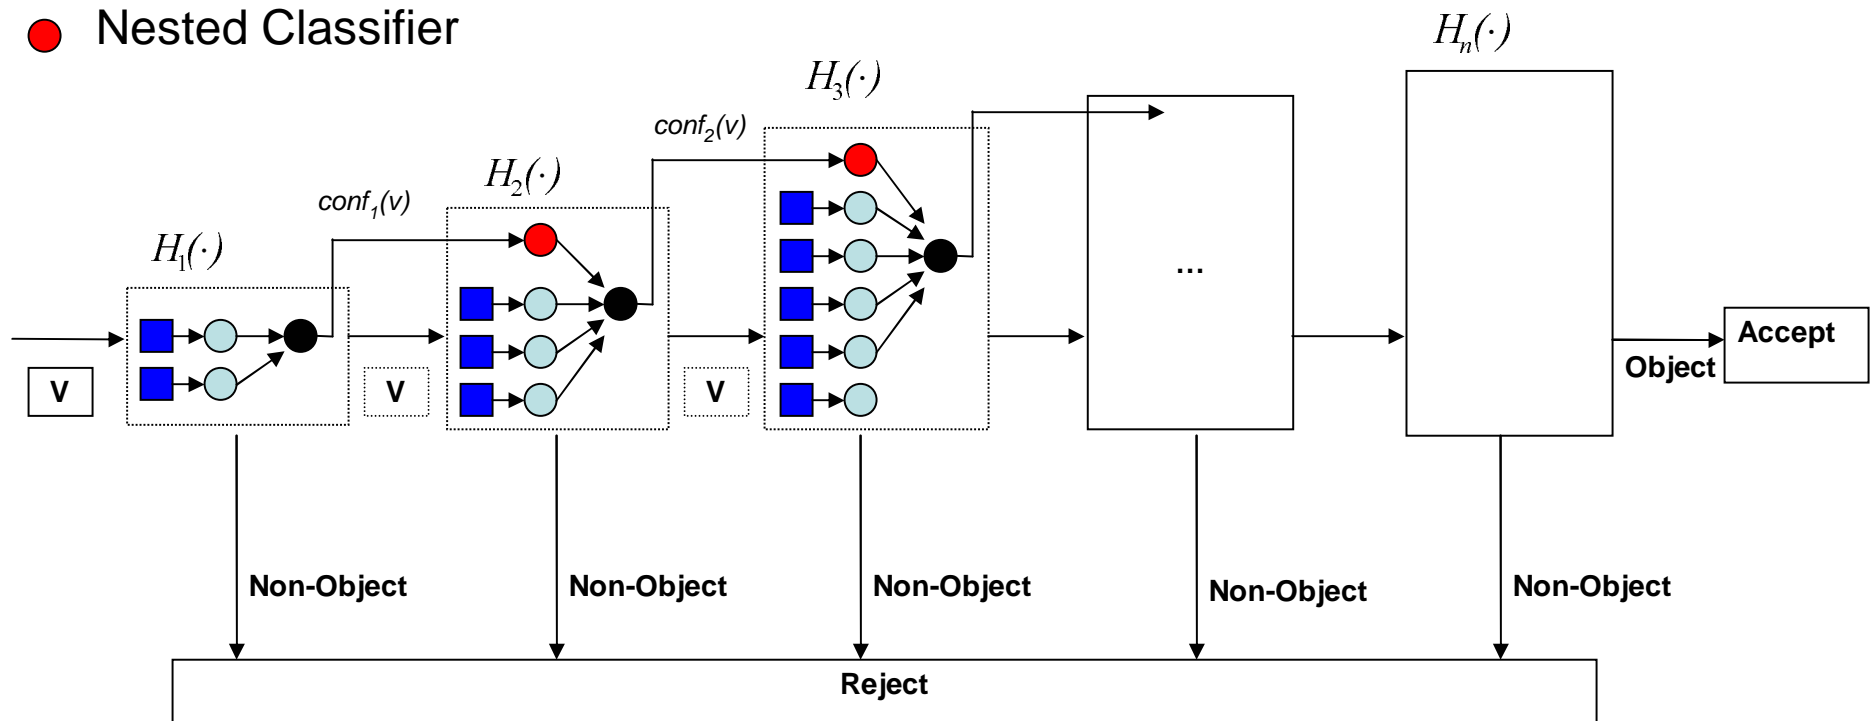 Nested Classifier
Hₙ(·)
H₃(·)
conf₂(v)
H₂(·)
conf₁(v)
H₁(·)
...
V
V
V
Accept
Object
Non-Object
Non-Object
Non-Object
Non-Object
Non-Object
Reject